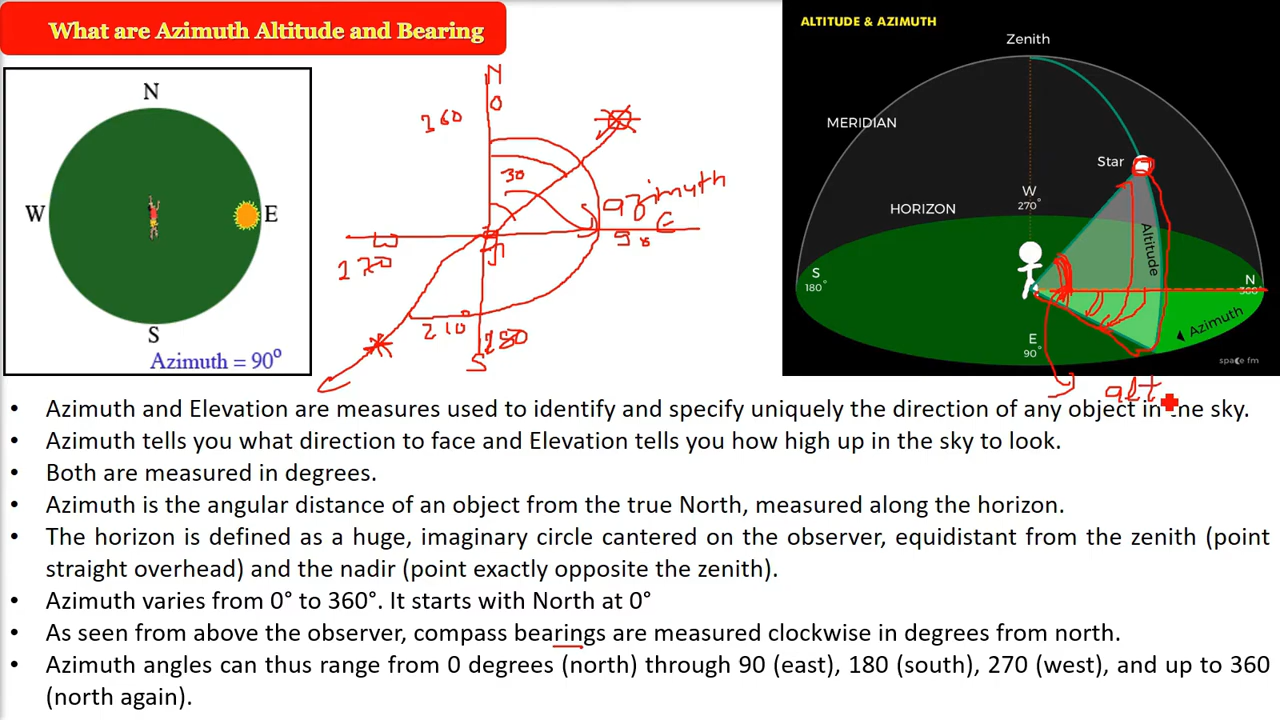 What are Azimuth Altitude and Bearing
N
W
E
S
Azimuth = 90°
N
0
360
30
azimuth
E
90
270
210
180
S
ALTITUDE & AZIMUTH
Zenith
MERIDIAN
Star
W
270°
HORIZON
Altitude
S
180°
N
360°
E
90°
Azimuth
space fm
alt
• Azimuth and Elevation are measures used to identify and specify uniquely the direction of any object in the sky.
• Azimuth tells you what direction to face and Elevation tells you how high up in the sky to look.
• Both are measured in degrees.
• Azimuth is the angular distance of an object from the true North, measured along the horizon.
• The horizon is defined as a huge, imaginary circle cantered on the observer, equidistant from the zenith (point
straight overhead) and the nadir (point exactly opposite the zenith).
• Azimuth varies from 0° to 360°. It starts with North at 0°
• As seen from above the observer, compass bearings are measured clockwise in degrees from north.
• Azimuth angles can thus range from 0 degrees (north) through 90 (east), 180 (south), 270 (west), and up to 360
(north again).